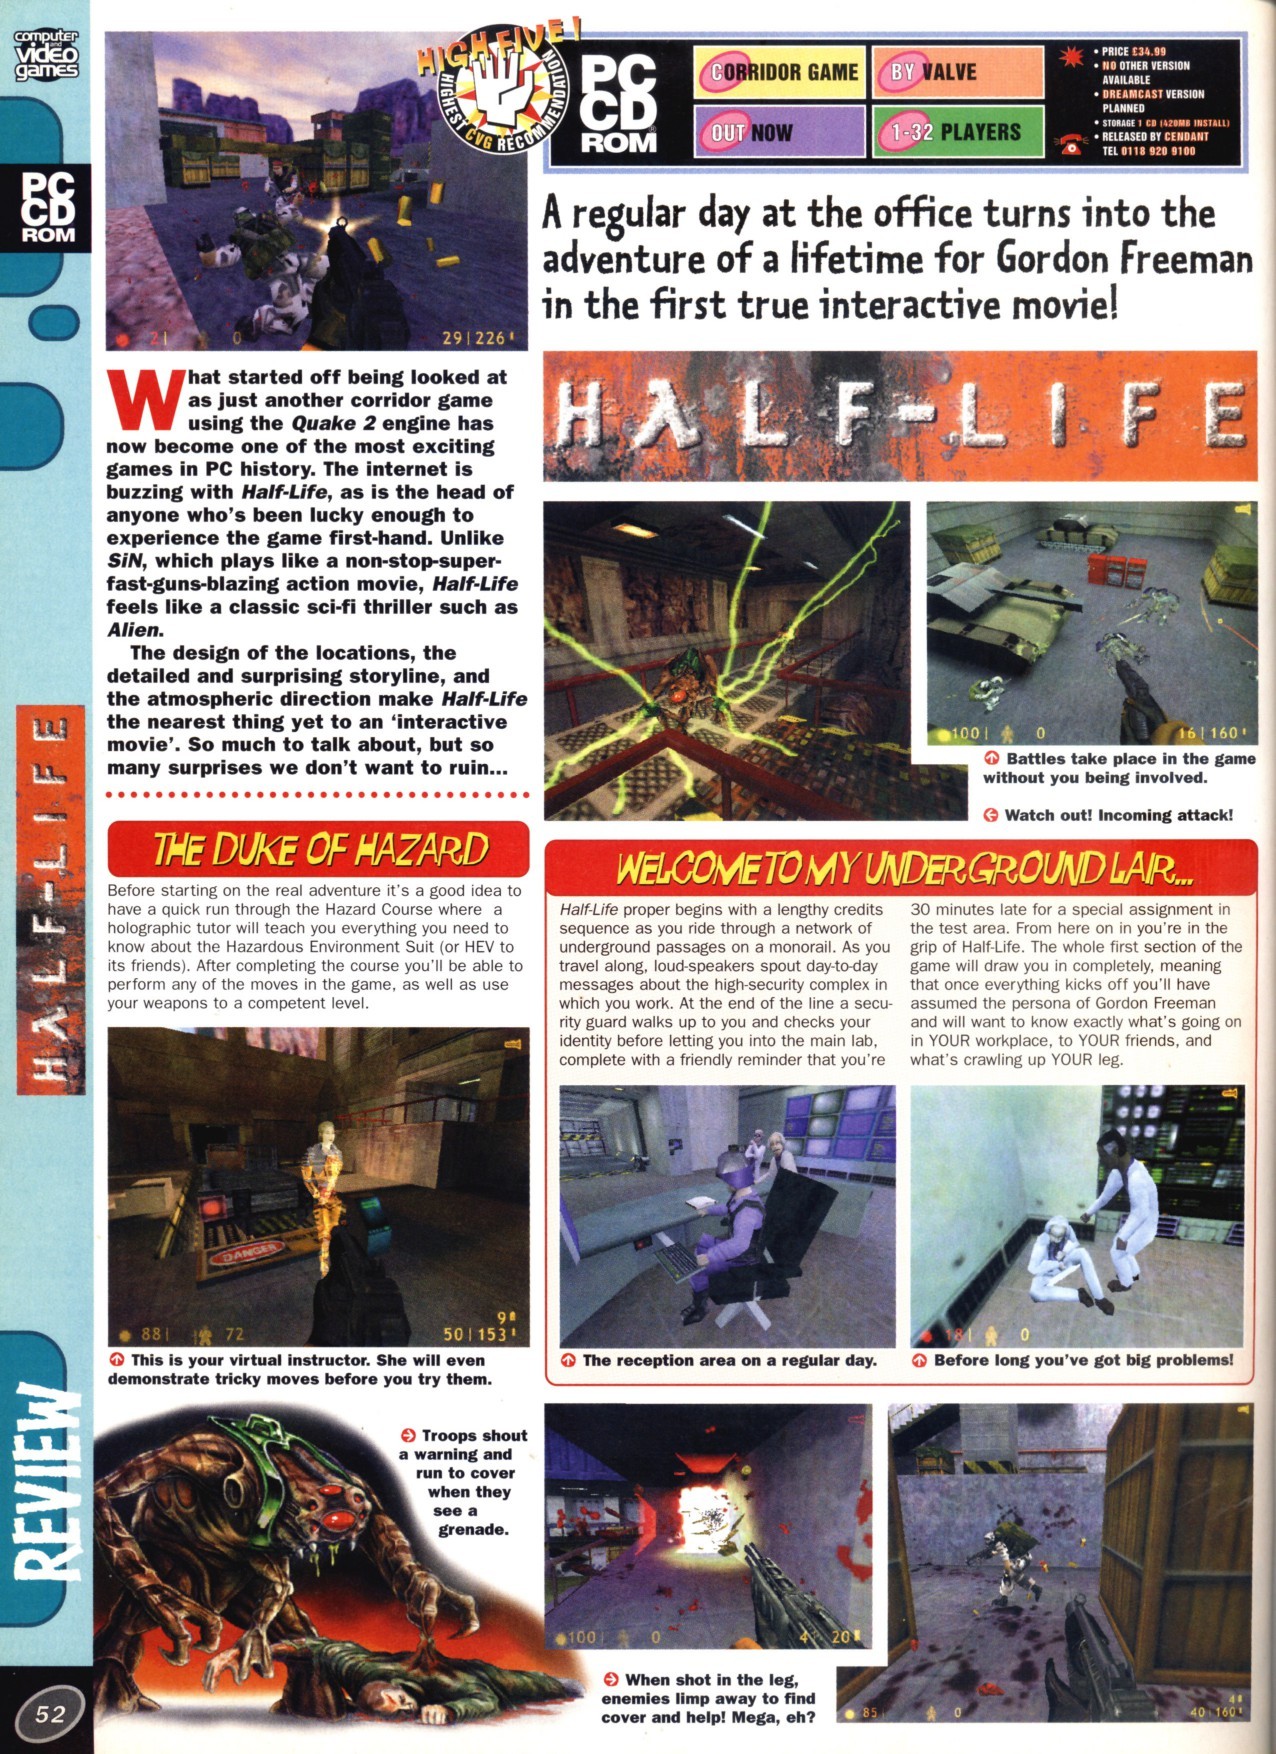 computer
and
video
games
PC
CD
ROM
HALF-LIFE
REVIEW
52
HIGH FIVE!
HIGHEST CVG RECOMMENDATION
PC
CD
ROM
CORRIDOR GAME
BY VALVE
OUT NOW
1-32 PLAYERS
• PRICE £34.99
• NO OTHER VERSION
AVAILABLE
• DREAMCAST VERSION
PLANNED
• STORAGE 1 CD (420MB INSTALL)
• RELEASED BY CENDANT
TEL 0118 920 9100
21 0 29|226
A regular day at the office turns into the
adventure of a lifetime for Gordon Freeman
in the first true interactive movie!
HALF-LIFE
What started off being looked at
as just another corridor game
using the Quake 2 engine has
now become one of the most exciting
games in PC history. The internet is
buzzing with Half-Life, as is the head of
anyone who's been lucky enough to
experience the game first-hand. Unlike
SiN, which plays like a non-stop-super-
fast-guns-blazing action movie, Half-Life
feels like a classic sci-fi thriller such as
Alien.
The design of the locations, the
detailed and surprising storyline, and
the atmospheric direction make Half-Life
the nearest thing yet to an ‘interactive
movie’. So much to talk about, but so
many surprises we don't want to ruin...
100| 0 16|160
Battles take place in the game
without you being involved.
Watch out! Incoming attack!
THE DUKE OF HAZARD
Before starting on the real adventure it's a good idea to
have a quick run through the Hazard Course where a
holographic tutor will teach you everything you need to
know about the Hazardous Environment Suit (or HEV to
its friends). After completing the course you'll be able to
perform any of the moves in the game, as well as use
your weapons to a competent level.
DANGER
9
88| 72 50|153
This is your virtual instructor. She will even
demonstrate tricky moves before you try them.
WELCOME TO MY UNDERGROUND LAIR...
Half-Life proper begins with a lengthy credits
sequence as you ride through a network of
underground passages on a monorail. As you
travel along, loud-speakers spout day-to-day
messages about the high-security complex in
which you work. At the end of the line a secu-
rity guard walks up to you and checks your
identity before letting you into the main lab,
complete with a friendly reminder that you're
30 minutes late for a special assignment in
the test area. From here on in you're in the
grip of Half-Life. The whole first section of the
game will draw you in completely, meaning
that once everything kicks off you'll have
assumed the persona of Gordon Freeman
and will want to know exactly what's going on
in YOUR workplace, to YOUR friends, and
what's crawling up YOUR leg.
18| 0
The reception area on a regular day.
Before long you've got big problems!
Troops shout
a warning and
run to cover
when they
see a
grenade.
100| 0 4 20
When shot in the leg,
enemies limp away to find
cover and help! Mega, eh?
4
85| 0 40|160